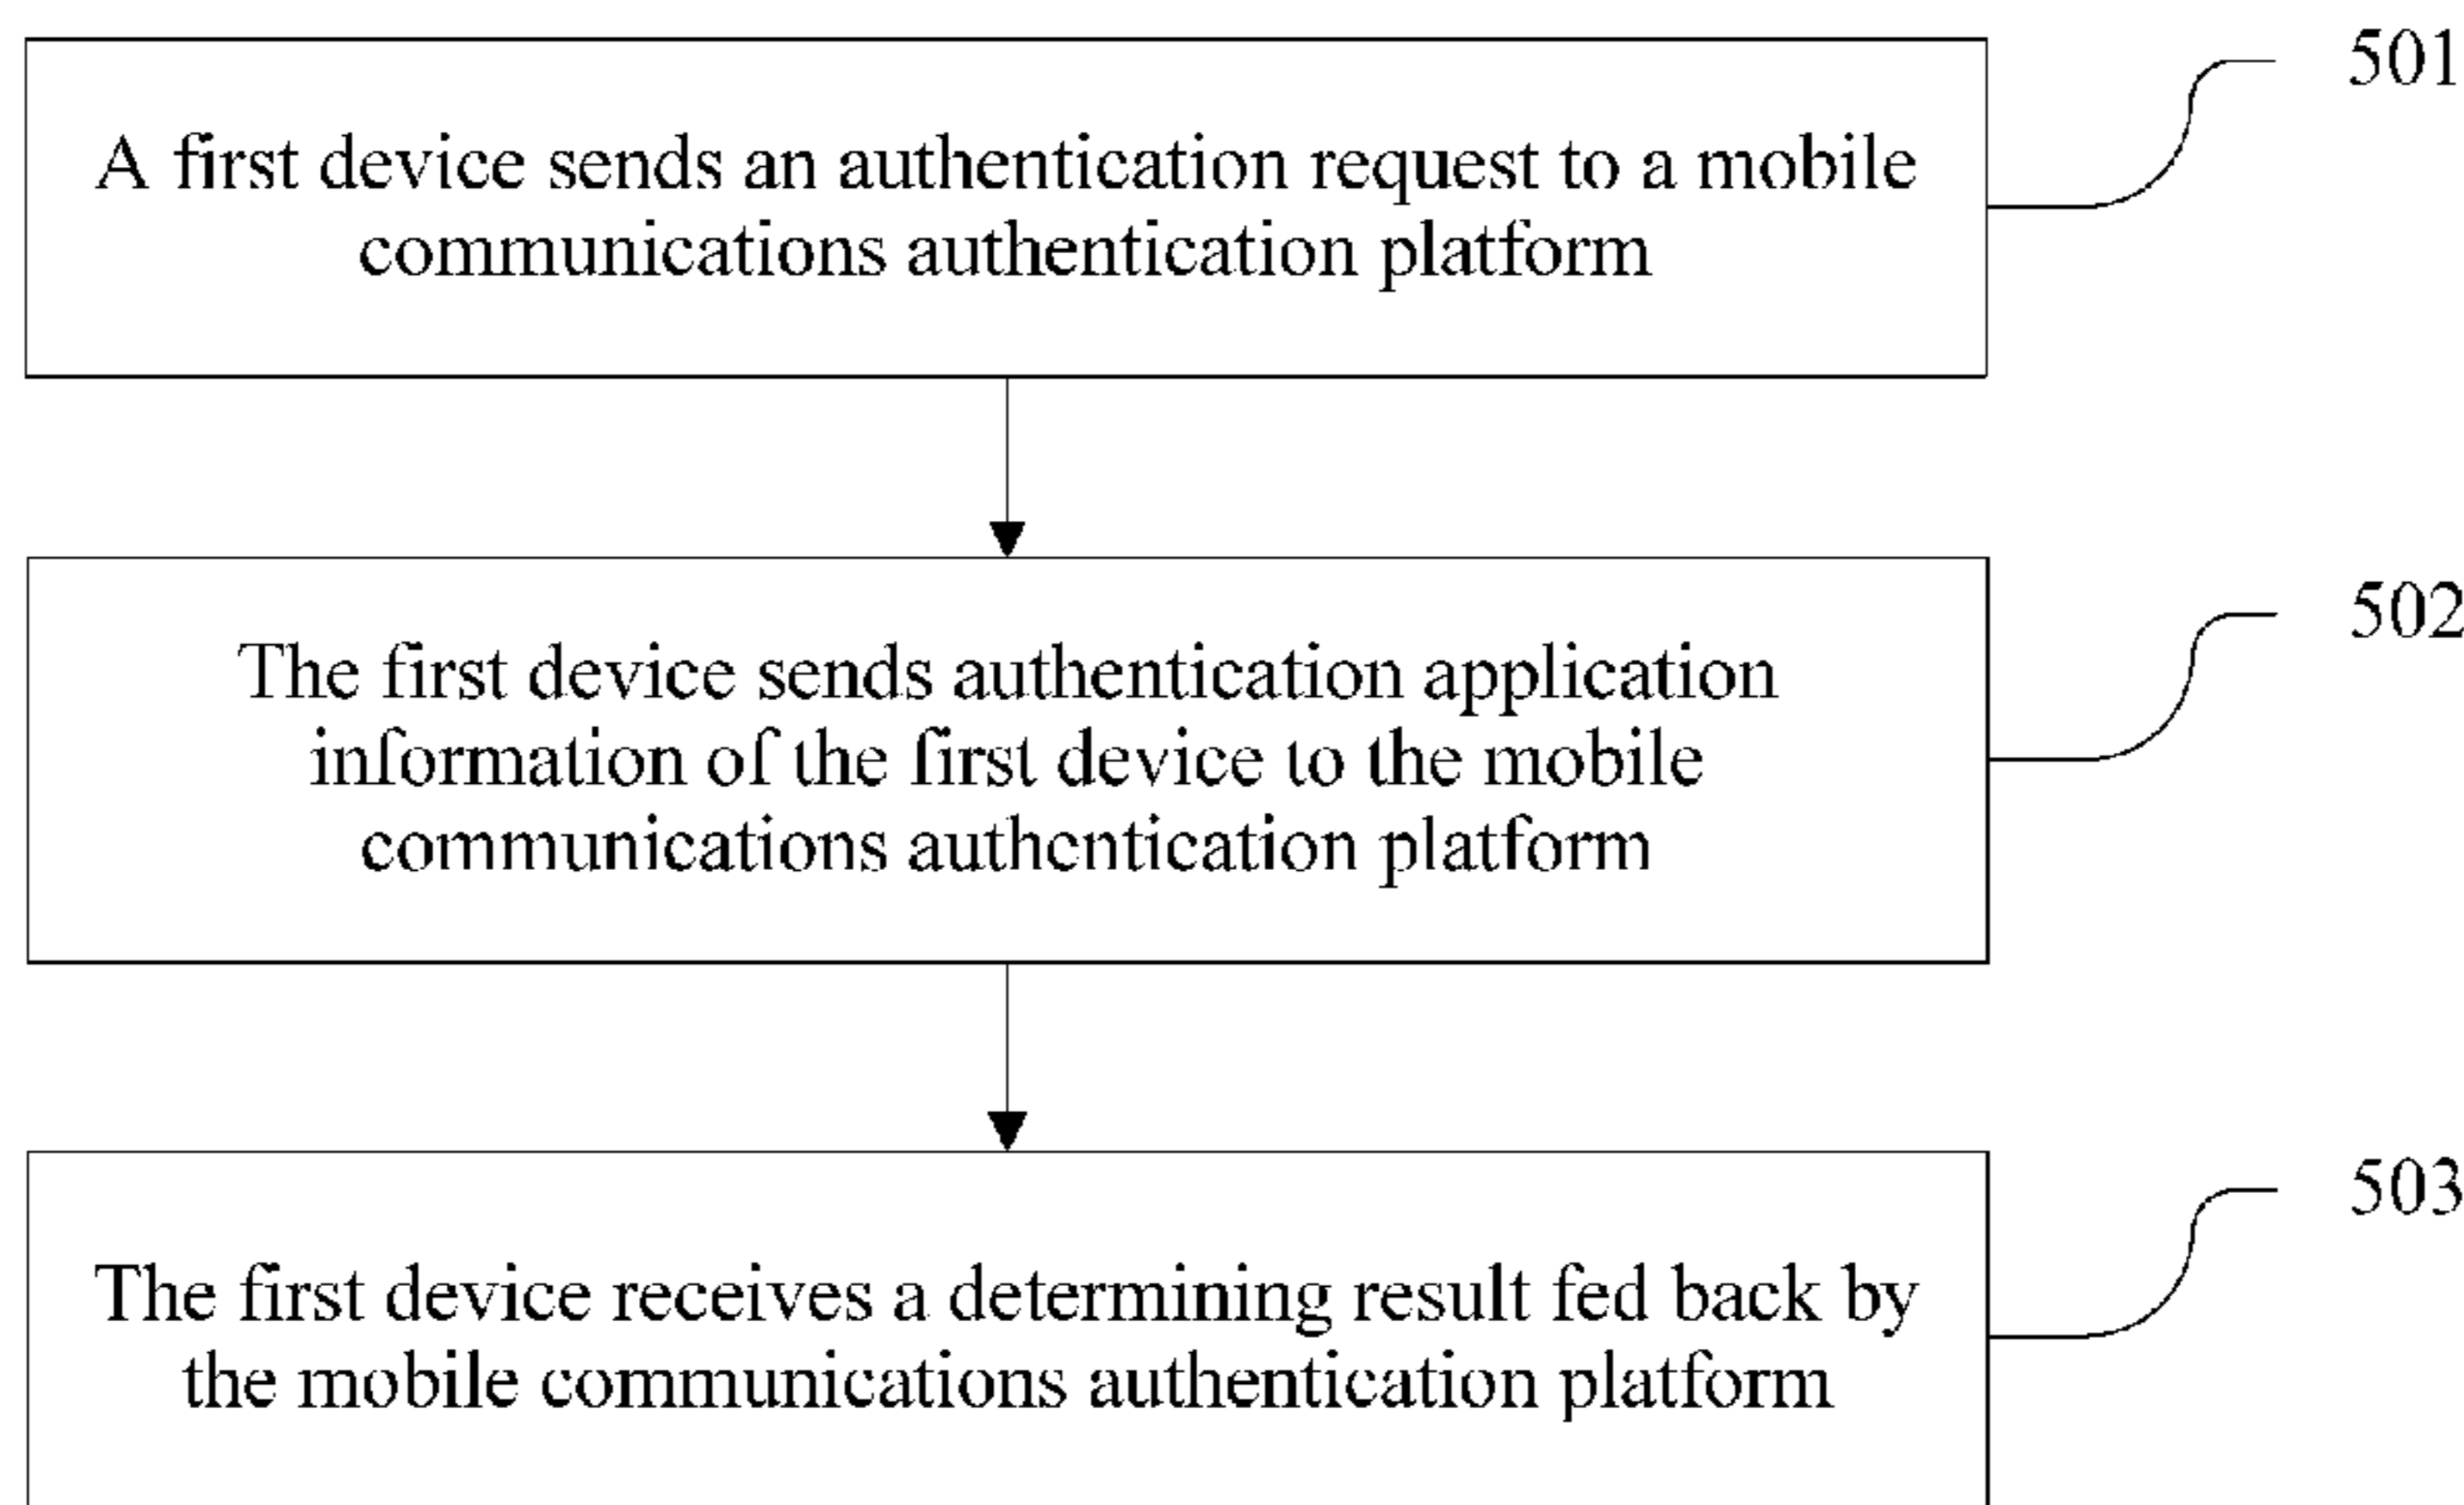 501
A first device sends an authentication request to a mobile
communications authentication platform
502
The first device sends authentication application
information of the first device to the mobile
communications authentication platform
503
The first device receives a determining result fed back by
the mobile communications authentication platform